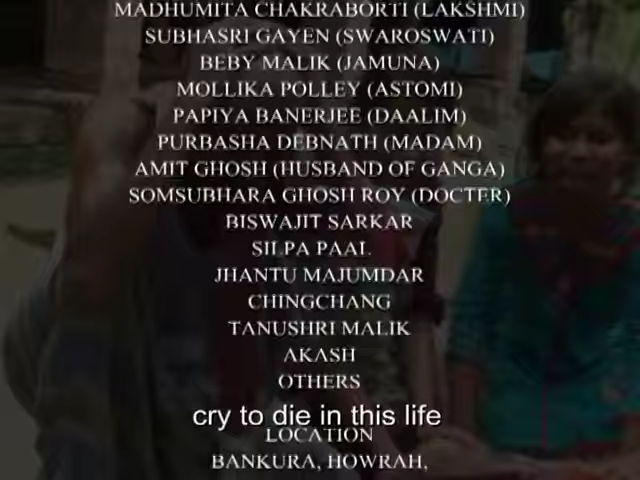 MADHUMITA CHAKRABORTI (LAKSHMI)
SUBHASRI GAYEN (SWAROSWATI)
BEBY MALIK (JAMUNA)
MOLLIKA POLLEY (ASTOMI)
PAPIYA BANERJEE (DAALIM)
PURBASHA DEBNATH (MADAM)
AMIT GHOSH (HUSBAND OF GANGA)
SOMSUBHARA GHOSH ROY (DOCTER)
BISWAJIT SARKAR
SILPA PAAL
JHANTU MAJUMDAR
CHINGCHANG
TANUSHRI MALIK
AKASH
OTHERS
cry to die in this life
LOCATION
BANKURA, HOWRAH,